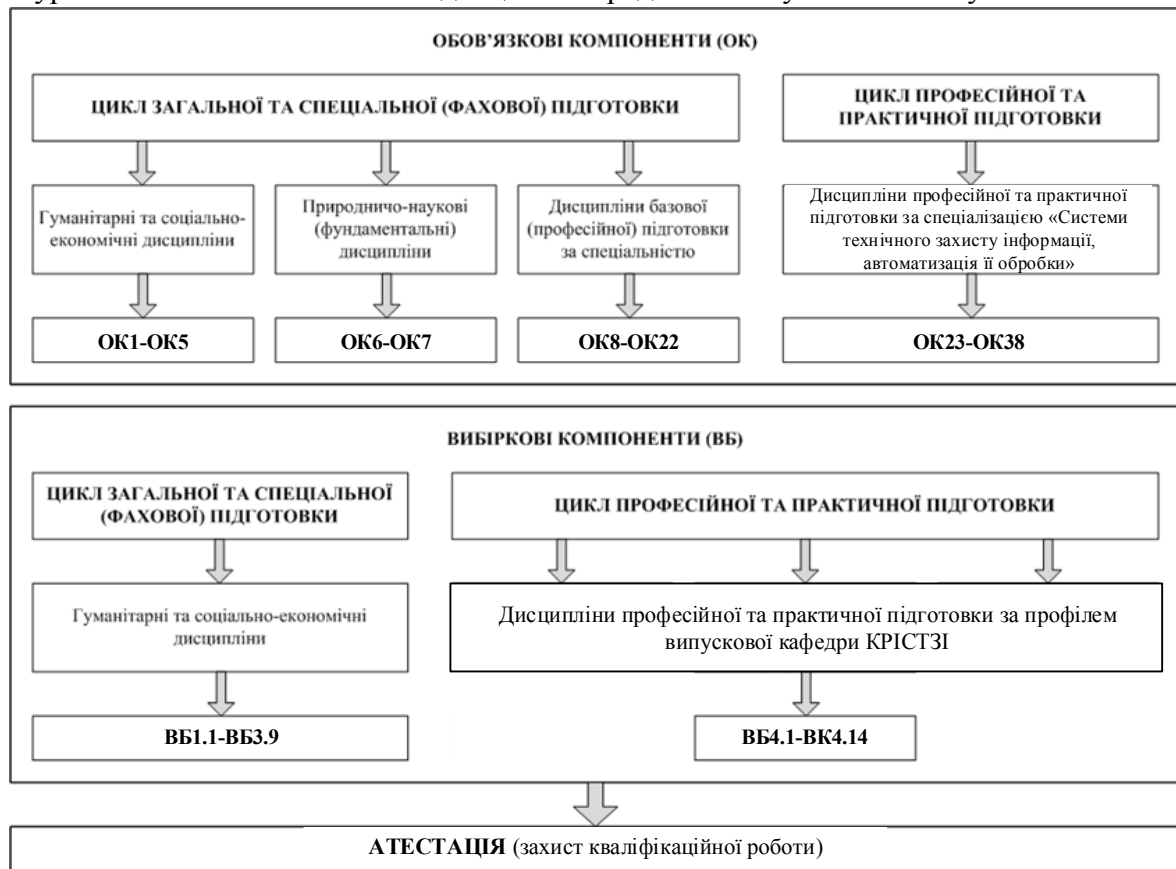 ОБОВ’ЯЗКОВІ КОМПОНЕНТИ (ОК)
ЦИКЛ ЗАГАЛЬНОЇ ТА СПЕЦІАЛЬНОЇ (ФАХОВОЇ) ПІДГОТОВКИ
ЦИКЛ ПРОФЕСІЙНОЇ ТА
ПРАКТИЧНОЇ ПІДГОТОВКИ
Гуманітарні та соціально-
економічні дисципліни
Природничо-наукові
(фундаментальні)
дисципліни
Дисципліни базової
(професійної) підготовки
за спеціальністю
Дисципліни професійної та практичної
підготовки за спеціалізацією «Системи
технічного захисту інформації,
автоматизація її обробки»
ОК1-ОК5
ОК6-ОК7
ОК8-ОК22
ОК23-ОК38
ВИБІРКОВІ КОМПОНЕНТИ (ВБ)
ЦИКЛ ЗАГАЛЬНОЇ ТА СПЕЦІАЛЬНОЇ
(ФАХОВОЇ) ПІДГОТОВКИ
ЦИКЛ ПРОФЕСІЙНОЇ ТА ПРАКТИЧНОЇ ПІДГОТОВКИ
Гуманітарні та соціально-економічні
дисципліни
Дисципліни професійної та практичної підготовки за профілем
випускової кафедри КРІСТЗІ
ВБ1.1-ВБ3.9
ВБ4.1-ВК4.14
АТЕСТАЦІЯ (захист кваліфікаційної роботи)